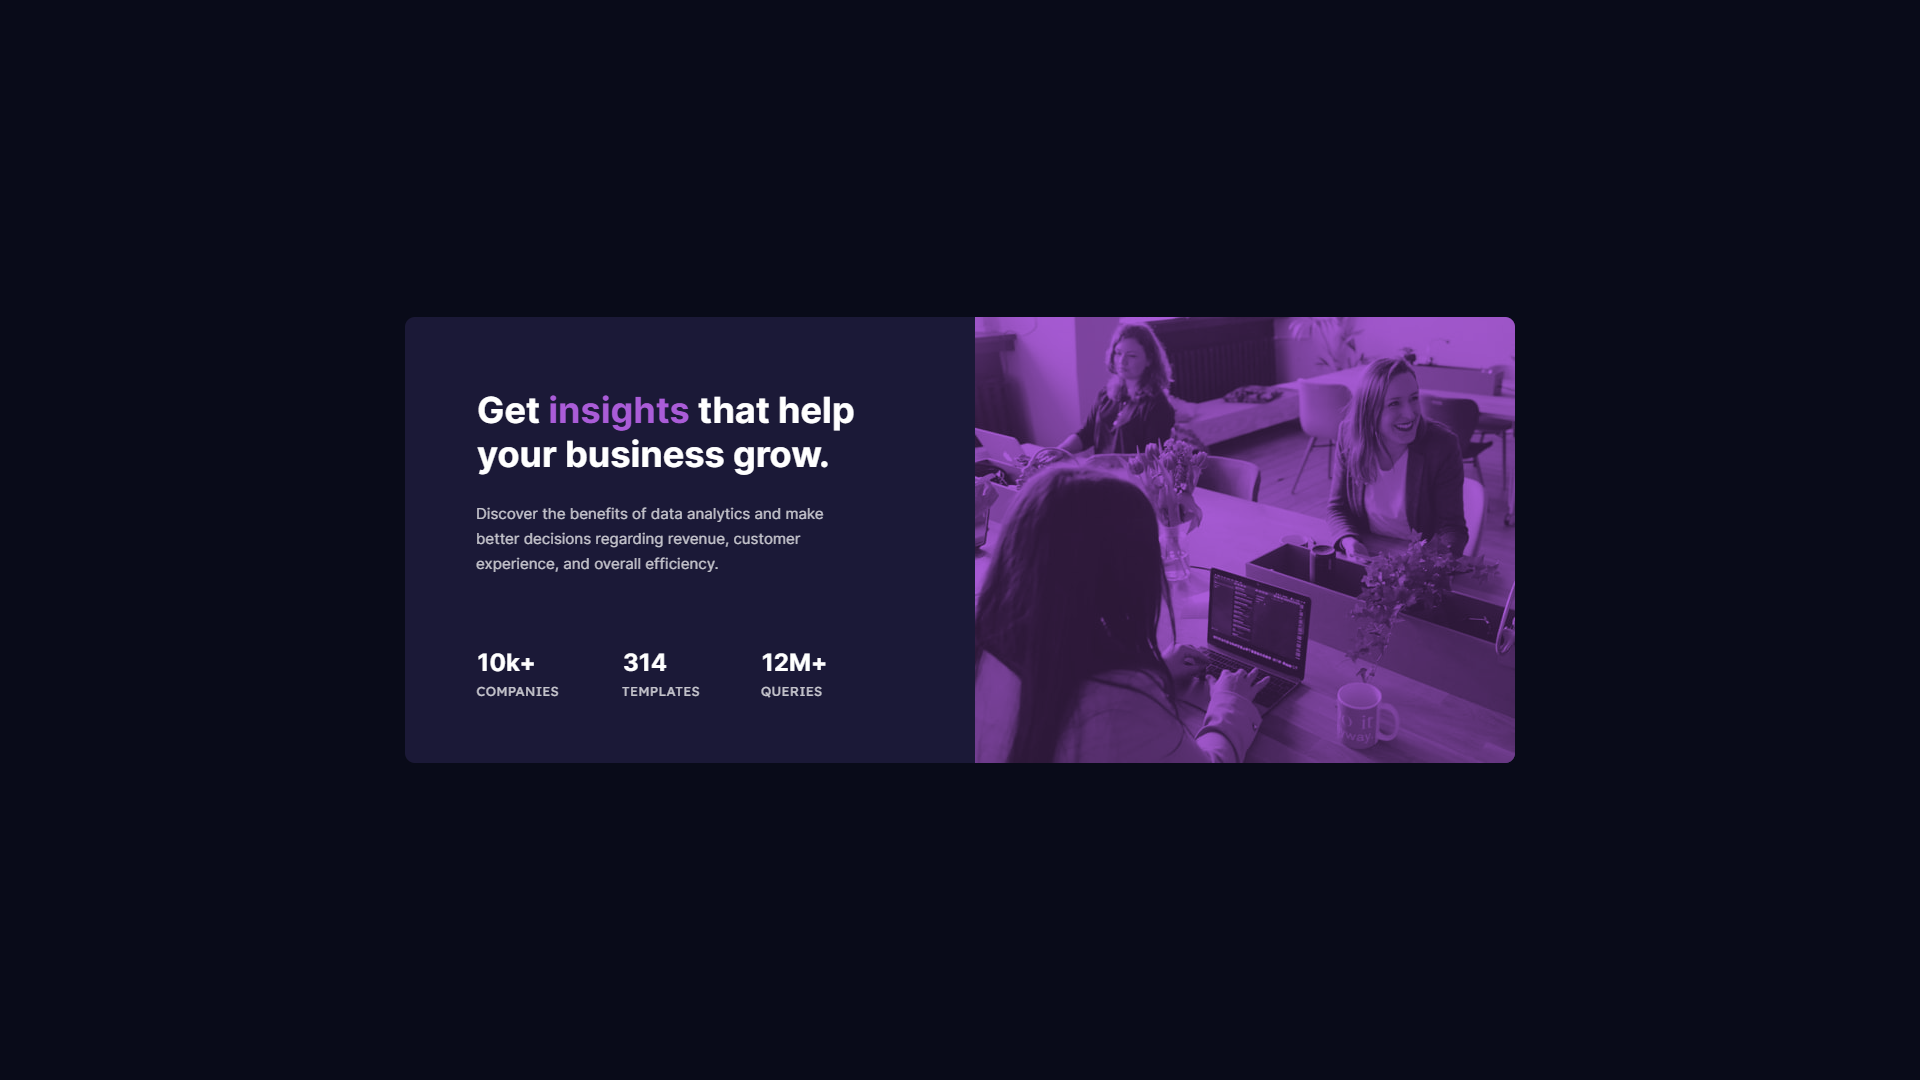 Get insights that help
your business grow.
Discover the benefits of data analytics and make
better decisions regarding revenue, customer
experience, and overall efficiency.
10k+ 314 12M+
COMPANIES TEMPLATES QUERIES